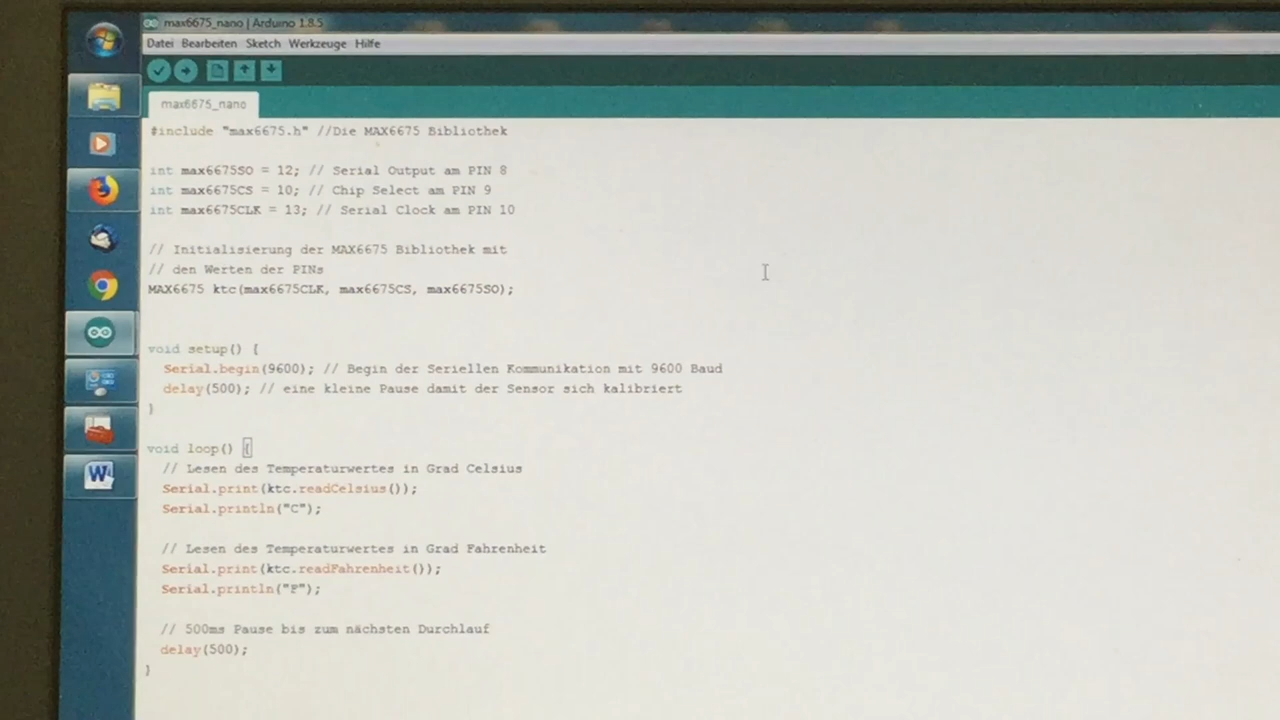 max6675_nano | Arduino 1.8.5
Datei Bearbeiten Sketch Werkzeuge Hilfe
max6675_nano
#include "max6675.h" //Die MAX6675 Bibliothek
int max6675SO = 12; // Serial Output am PIN 8
int max6675CS = 10; // Chip Select am PIN 9
int max6675CLK = 13; // Serial Clock am PIN 10
// Initialisierung der MAX6675 Bibliothek mit
// den Werten der PINs
MAX6675 ktc(max6675CLK, max6675CS, max6675SO);
void setup() {
Serial.begin(9600); // Begin der Seriellen Kommunikation mit 9600 Baud
delay(500); // eine kleine Pause damit der Sensor sich kalibriert
}
void loop() {
// Lesen des Temperaturwertes in Grad Celsius
Serial.print(ktc.readCelsius());
Serial.println("C");
// Lesen des Temperaturwertes in Grad Fahrenheit
Serial.print(ktc.readFahrenheit());
Serial.println("F");
// 500ms Pause bis zum nächsten Durchlauf
delay(500);
}
W